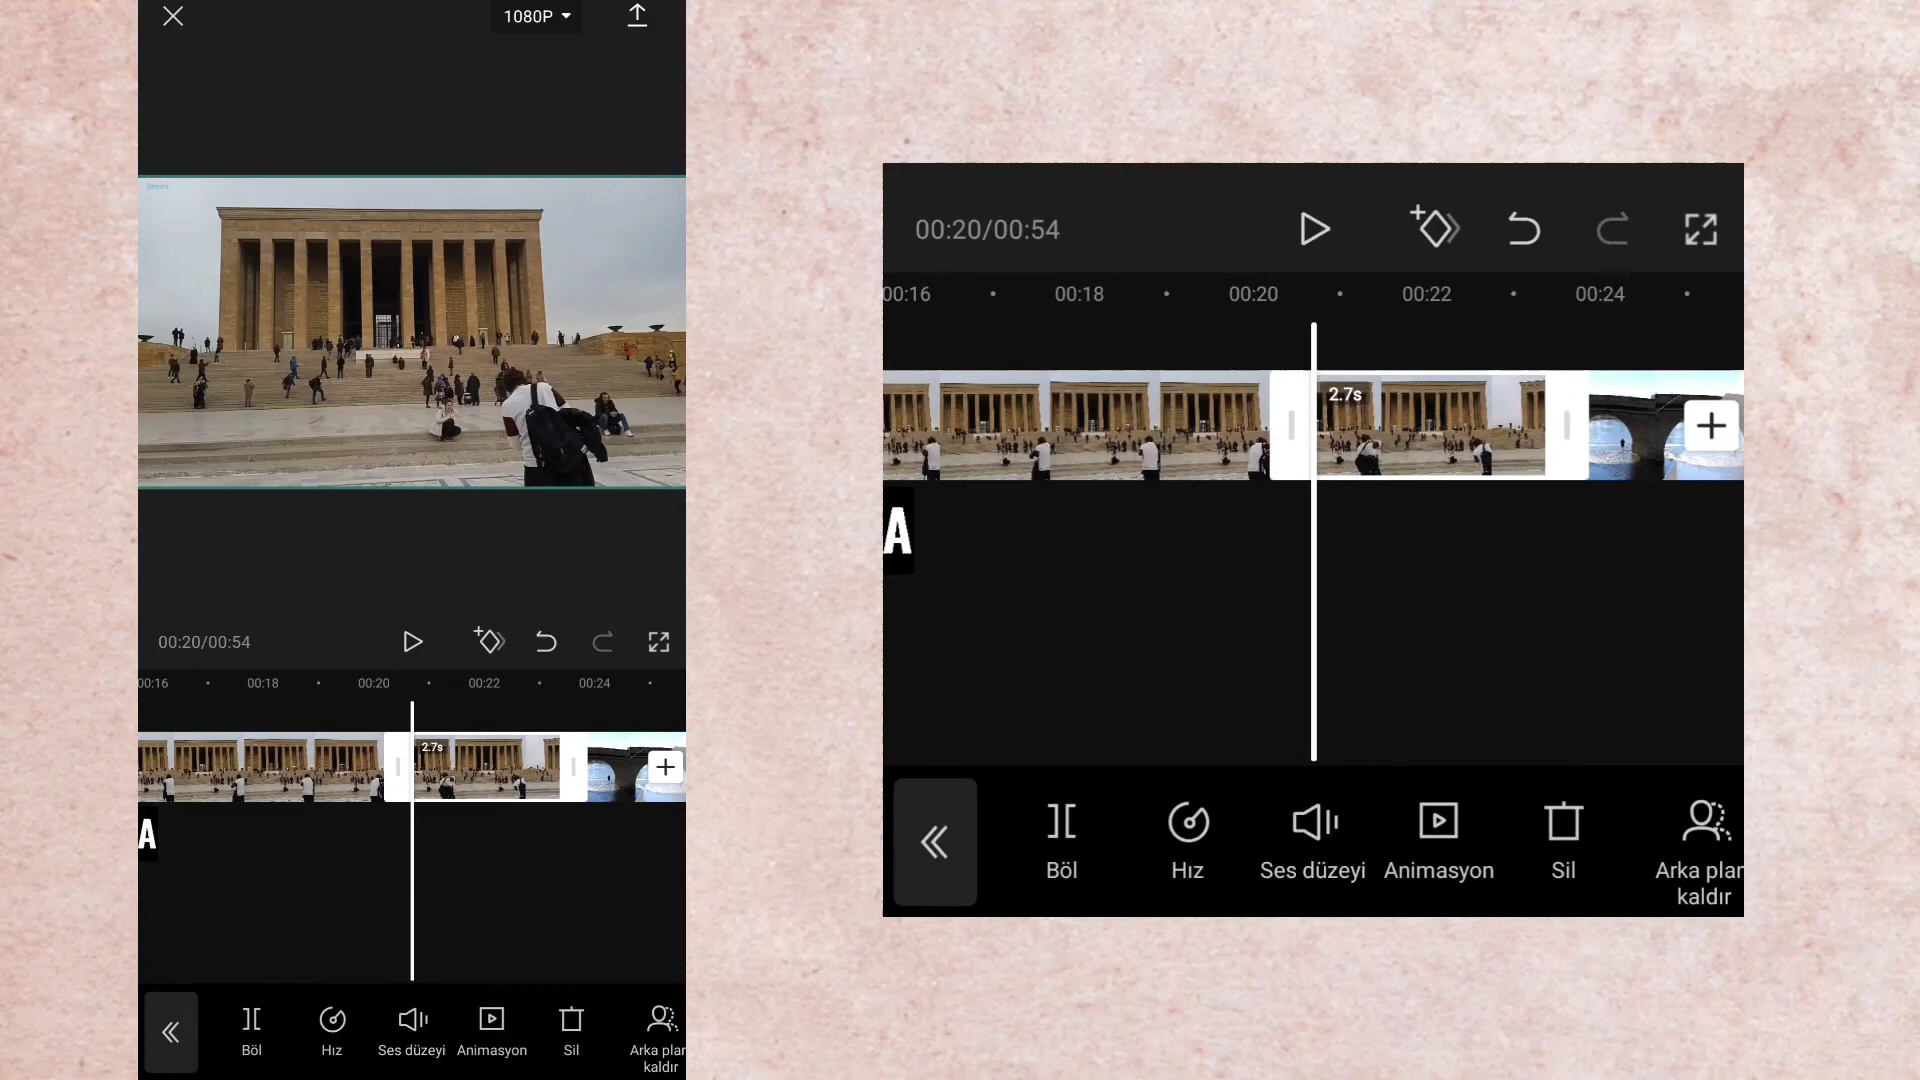 1080P
00:20/00:54
00:16 00:18 00:20 00:22 00:24
2.7s
A
Böl Hız Ses düzeyi Animasyon Sil Arka plan
kaldır
00:20/00:54
00:16 00:18 00:20 00:22 00:24
2.7s
A
Böl Hız Ses düzeyi Animasyon Sil Arka plan
kaldır